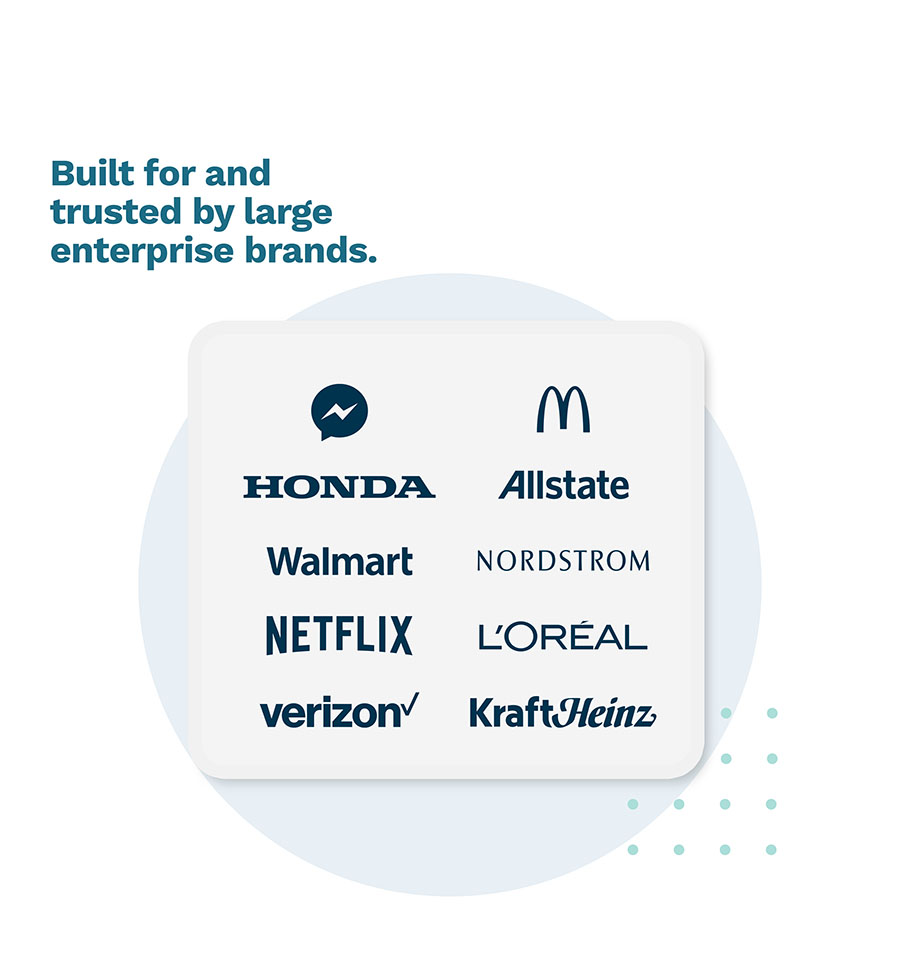 Built for and
trusted by large
enterprise brands.
HONDA
Allstate
Walmart
NORDSTROM
NETFLIX
L'ORÉAL
verizon✓
KraftHeinz